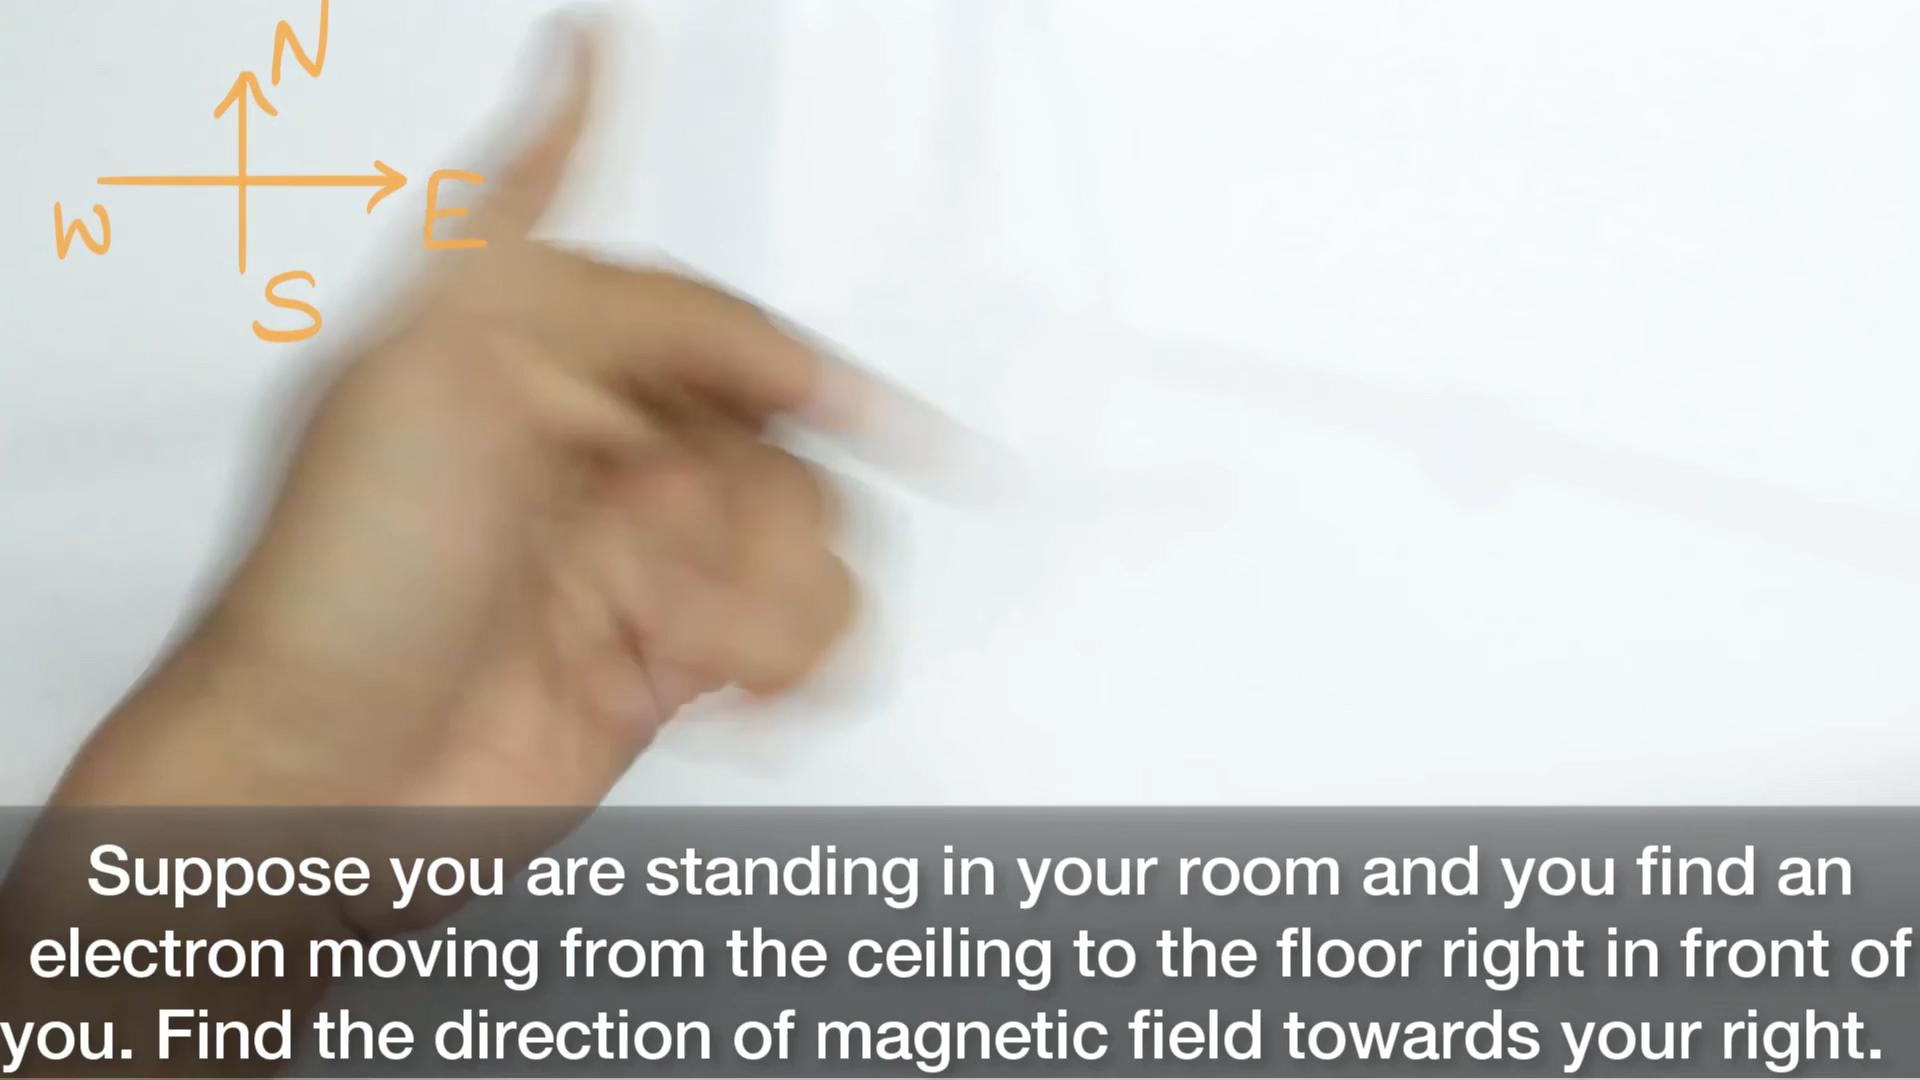 N
W
E
S
Suppose you are standing in your room and you find an
electron moving from the ceiling to the floor right in front of
you. Find the direction of magnetic field towards your right.